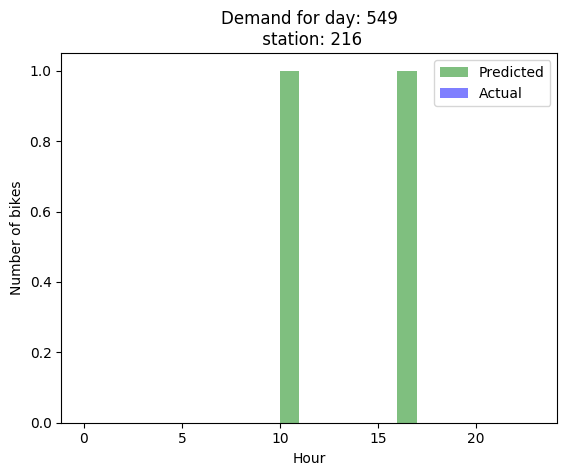 Demand for day: 549
station: 216
Predicted
Actual
Number of bikes
1.0
0.8
0.6
0.4
0.2
0.0
0 5 10 15 20
Hour